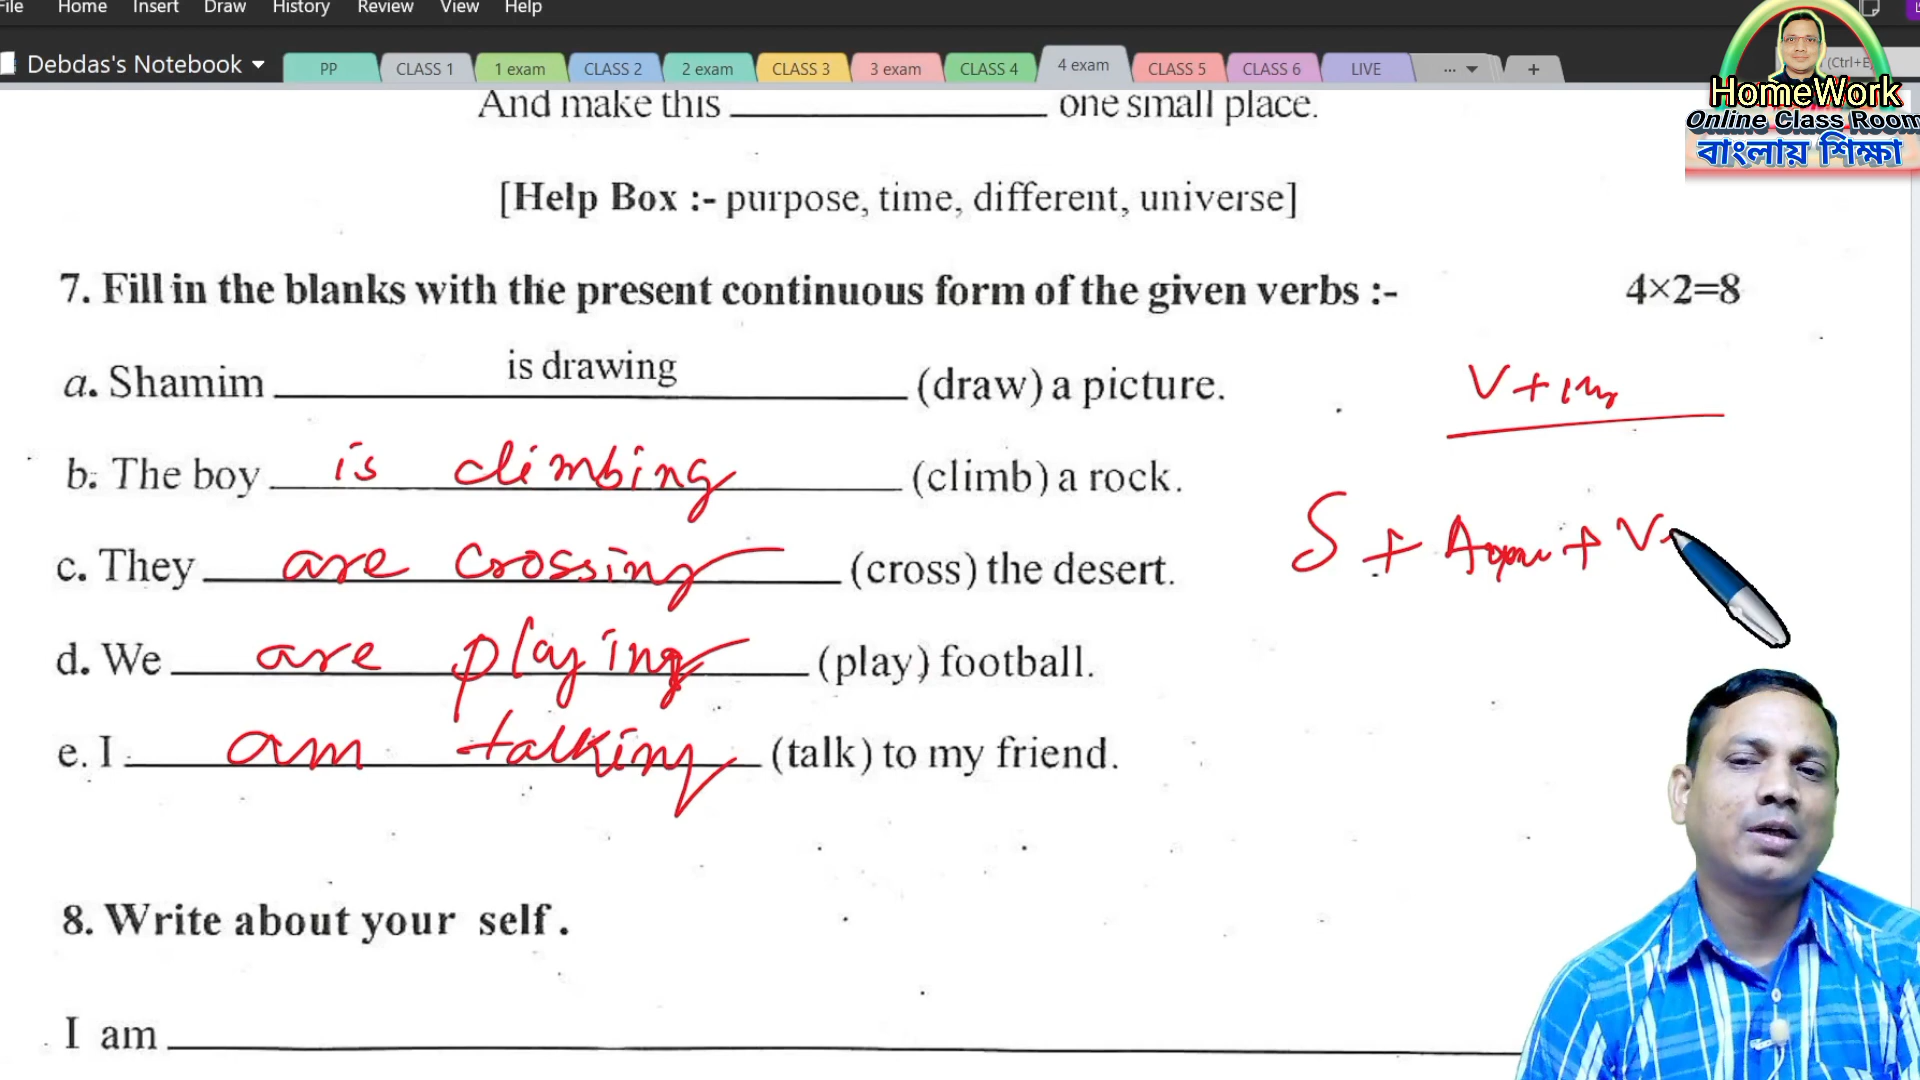 File Home Insert Draw History Review View Help
Debdas's Notebook PP CLASS 1 1 exam CLASS 2 2 exam CLASS 3 3 exam CLASS 4 4 exam CLASS 5 CLASS 6 LIVE ... +
(Ctrl+E)
HomeWork
Online Class Room
বাংলায় শিক্ষা
And make this ____________ one small place.
[Help Box :- purpose, time, different, universe]
7. Fill in the blanks with the present continuous form of the given verbs :- 4×2=8
a. Shamim is drawing (draw) a picture.
V + ing
b. The boy is climbing (climb) a rock.
c. They are crossing (cross) the desert.
S + + V
d. We are playing (play) football.
e. I am talking (talk) to my friend.
8. Write about your self .
I am ____________